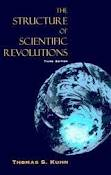 THE
STRUCTURE
OF
SCIENTIFIC
REVOLUTIONS
THIRD EDITION
THOMAS S. KUHN